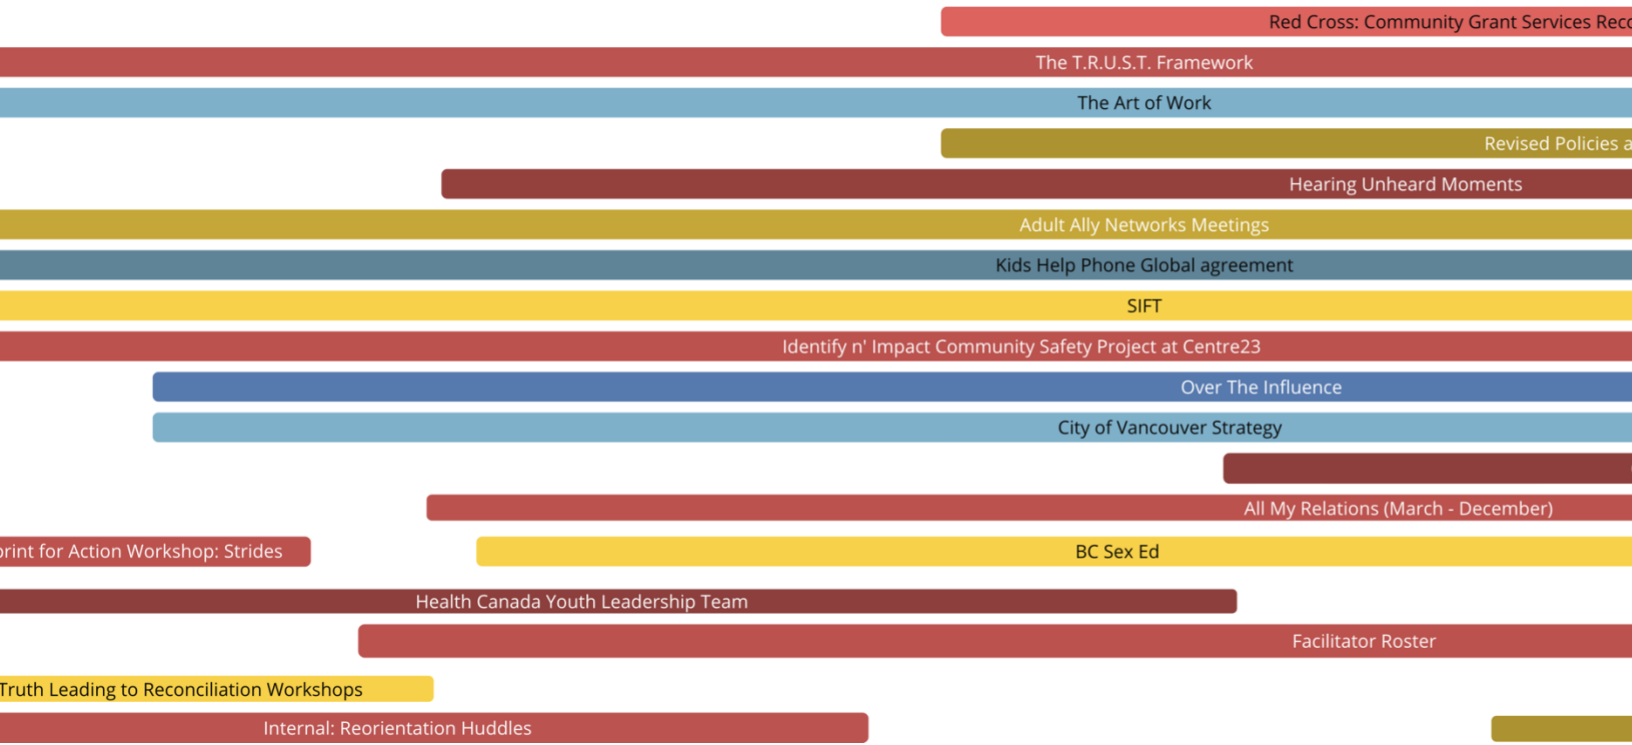 Red Cross: Community Grant Services
The T.R.U.S.T. Framework
The Art of Work
Revised Policies
Hearing Unheard Moments
Adult Ally Networks Meetings
Kids Help Phone Global agreement
SIFT
Identify n' Impact Community Safety Project at Centre23
Over The Influence
City of Vancouver Strategy
All My Relations (March - December)
for Action Workshop: Strides
BC Sex Ed
Health Canada Youth Leadership Team
Facilitator Roster
Truth Leading to Reconciliation Workshops
Internal: Reorientation Huddles